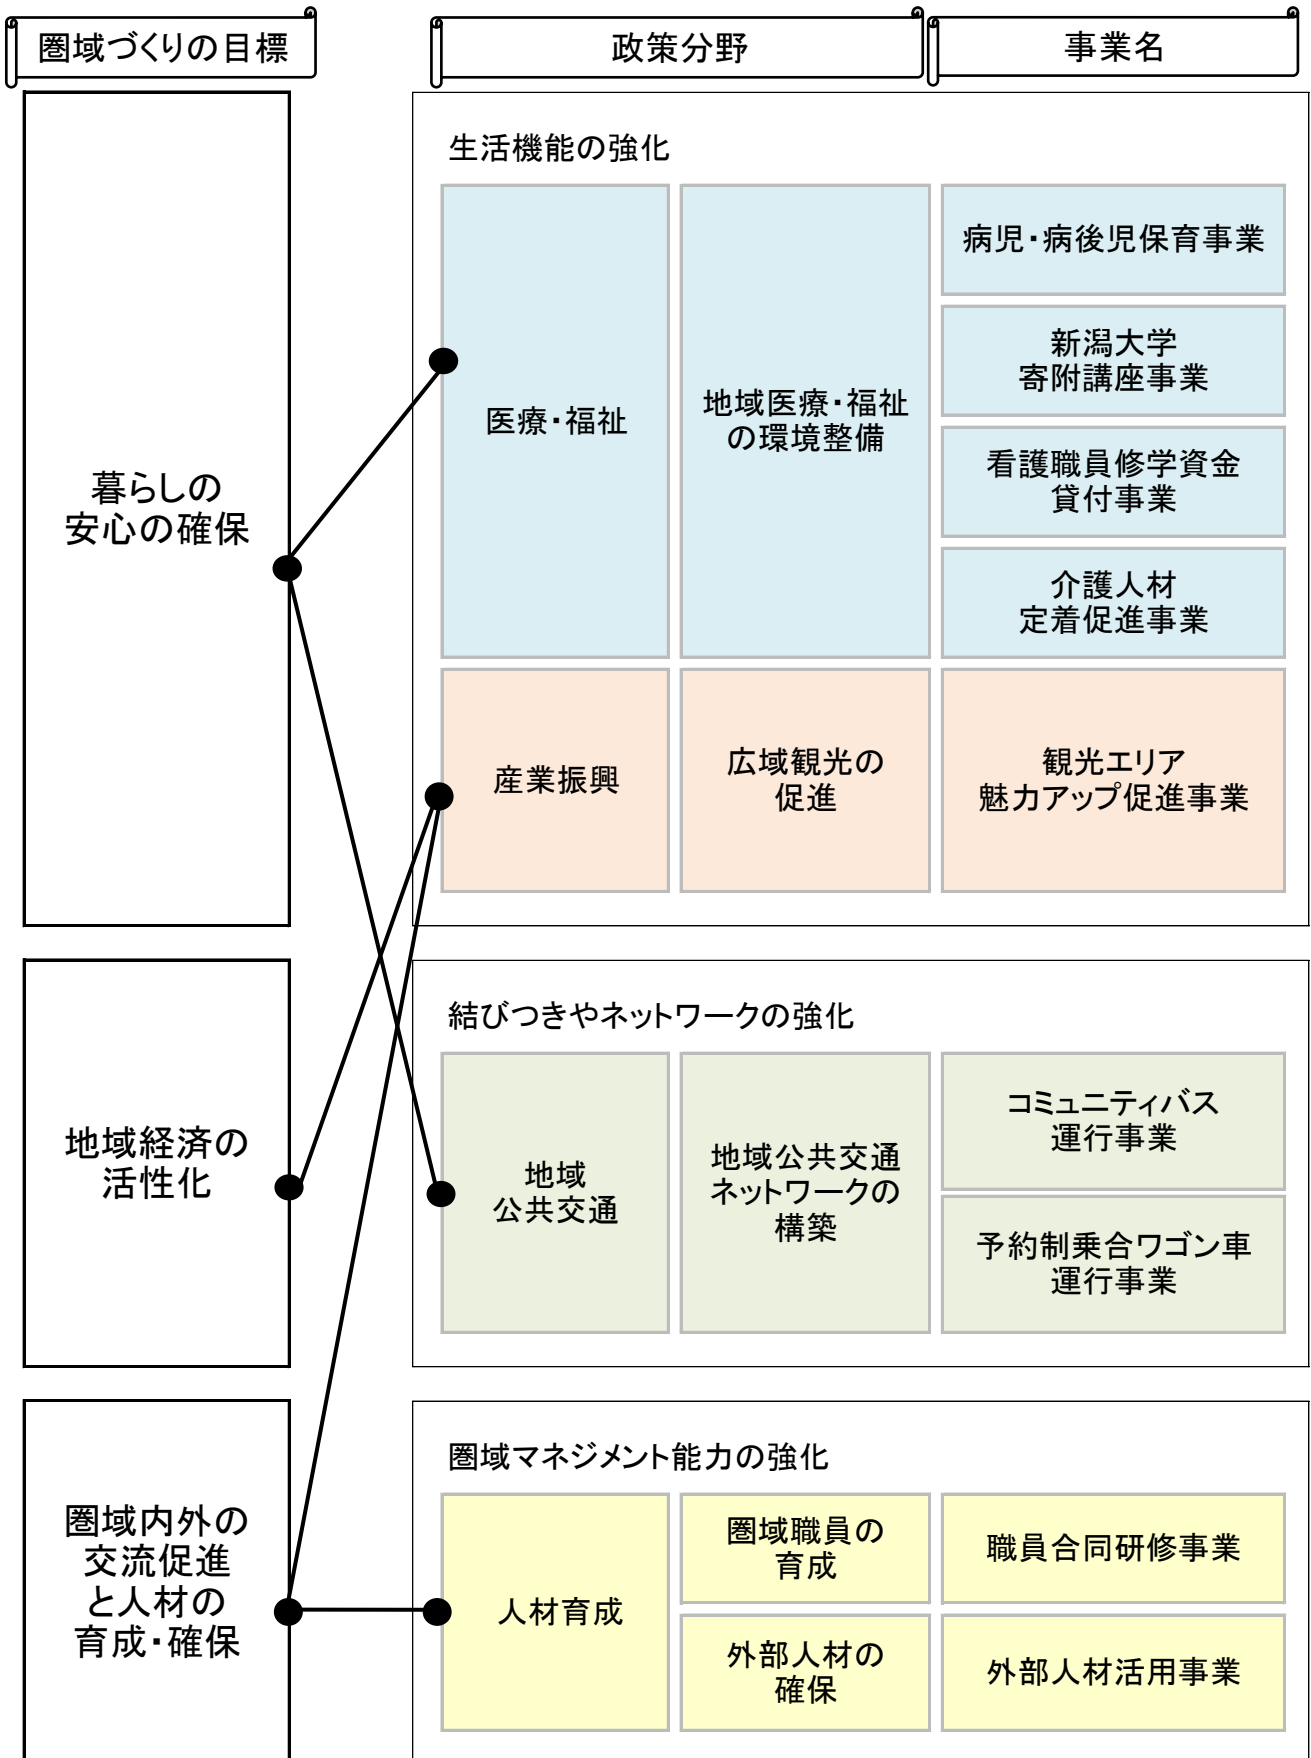 圏域づくりの目標
政策分野
事業名
暮らしの
安心の確保
生活機能の強化
医療・福祉
地域医療・福祉
の環境整備
病児・病後児保育事業
新潟大学
寄附講座事業
看護職員修学資金
貸付事業
介護人材
定着促進事業
産業振興
広域観光の
促進
観光エリア
魅力アップ促進事業
地域経済の
活性化
結びつきやネットワークの強化
地域
公共交通
地域公共交通
ネットワークの
構築
コミュニティバス
運行事業
予約制乗合ワゴン車
運行事業
圏域内外の
交流促進
と人材の
育成・確保
圏域マネジメント能力の強化
人材育成
圏域職員の
育成
職員合同研修事業
外部人材の
確保
外部人材活用事業